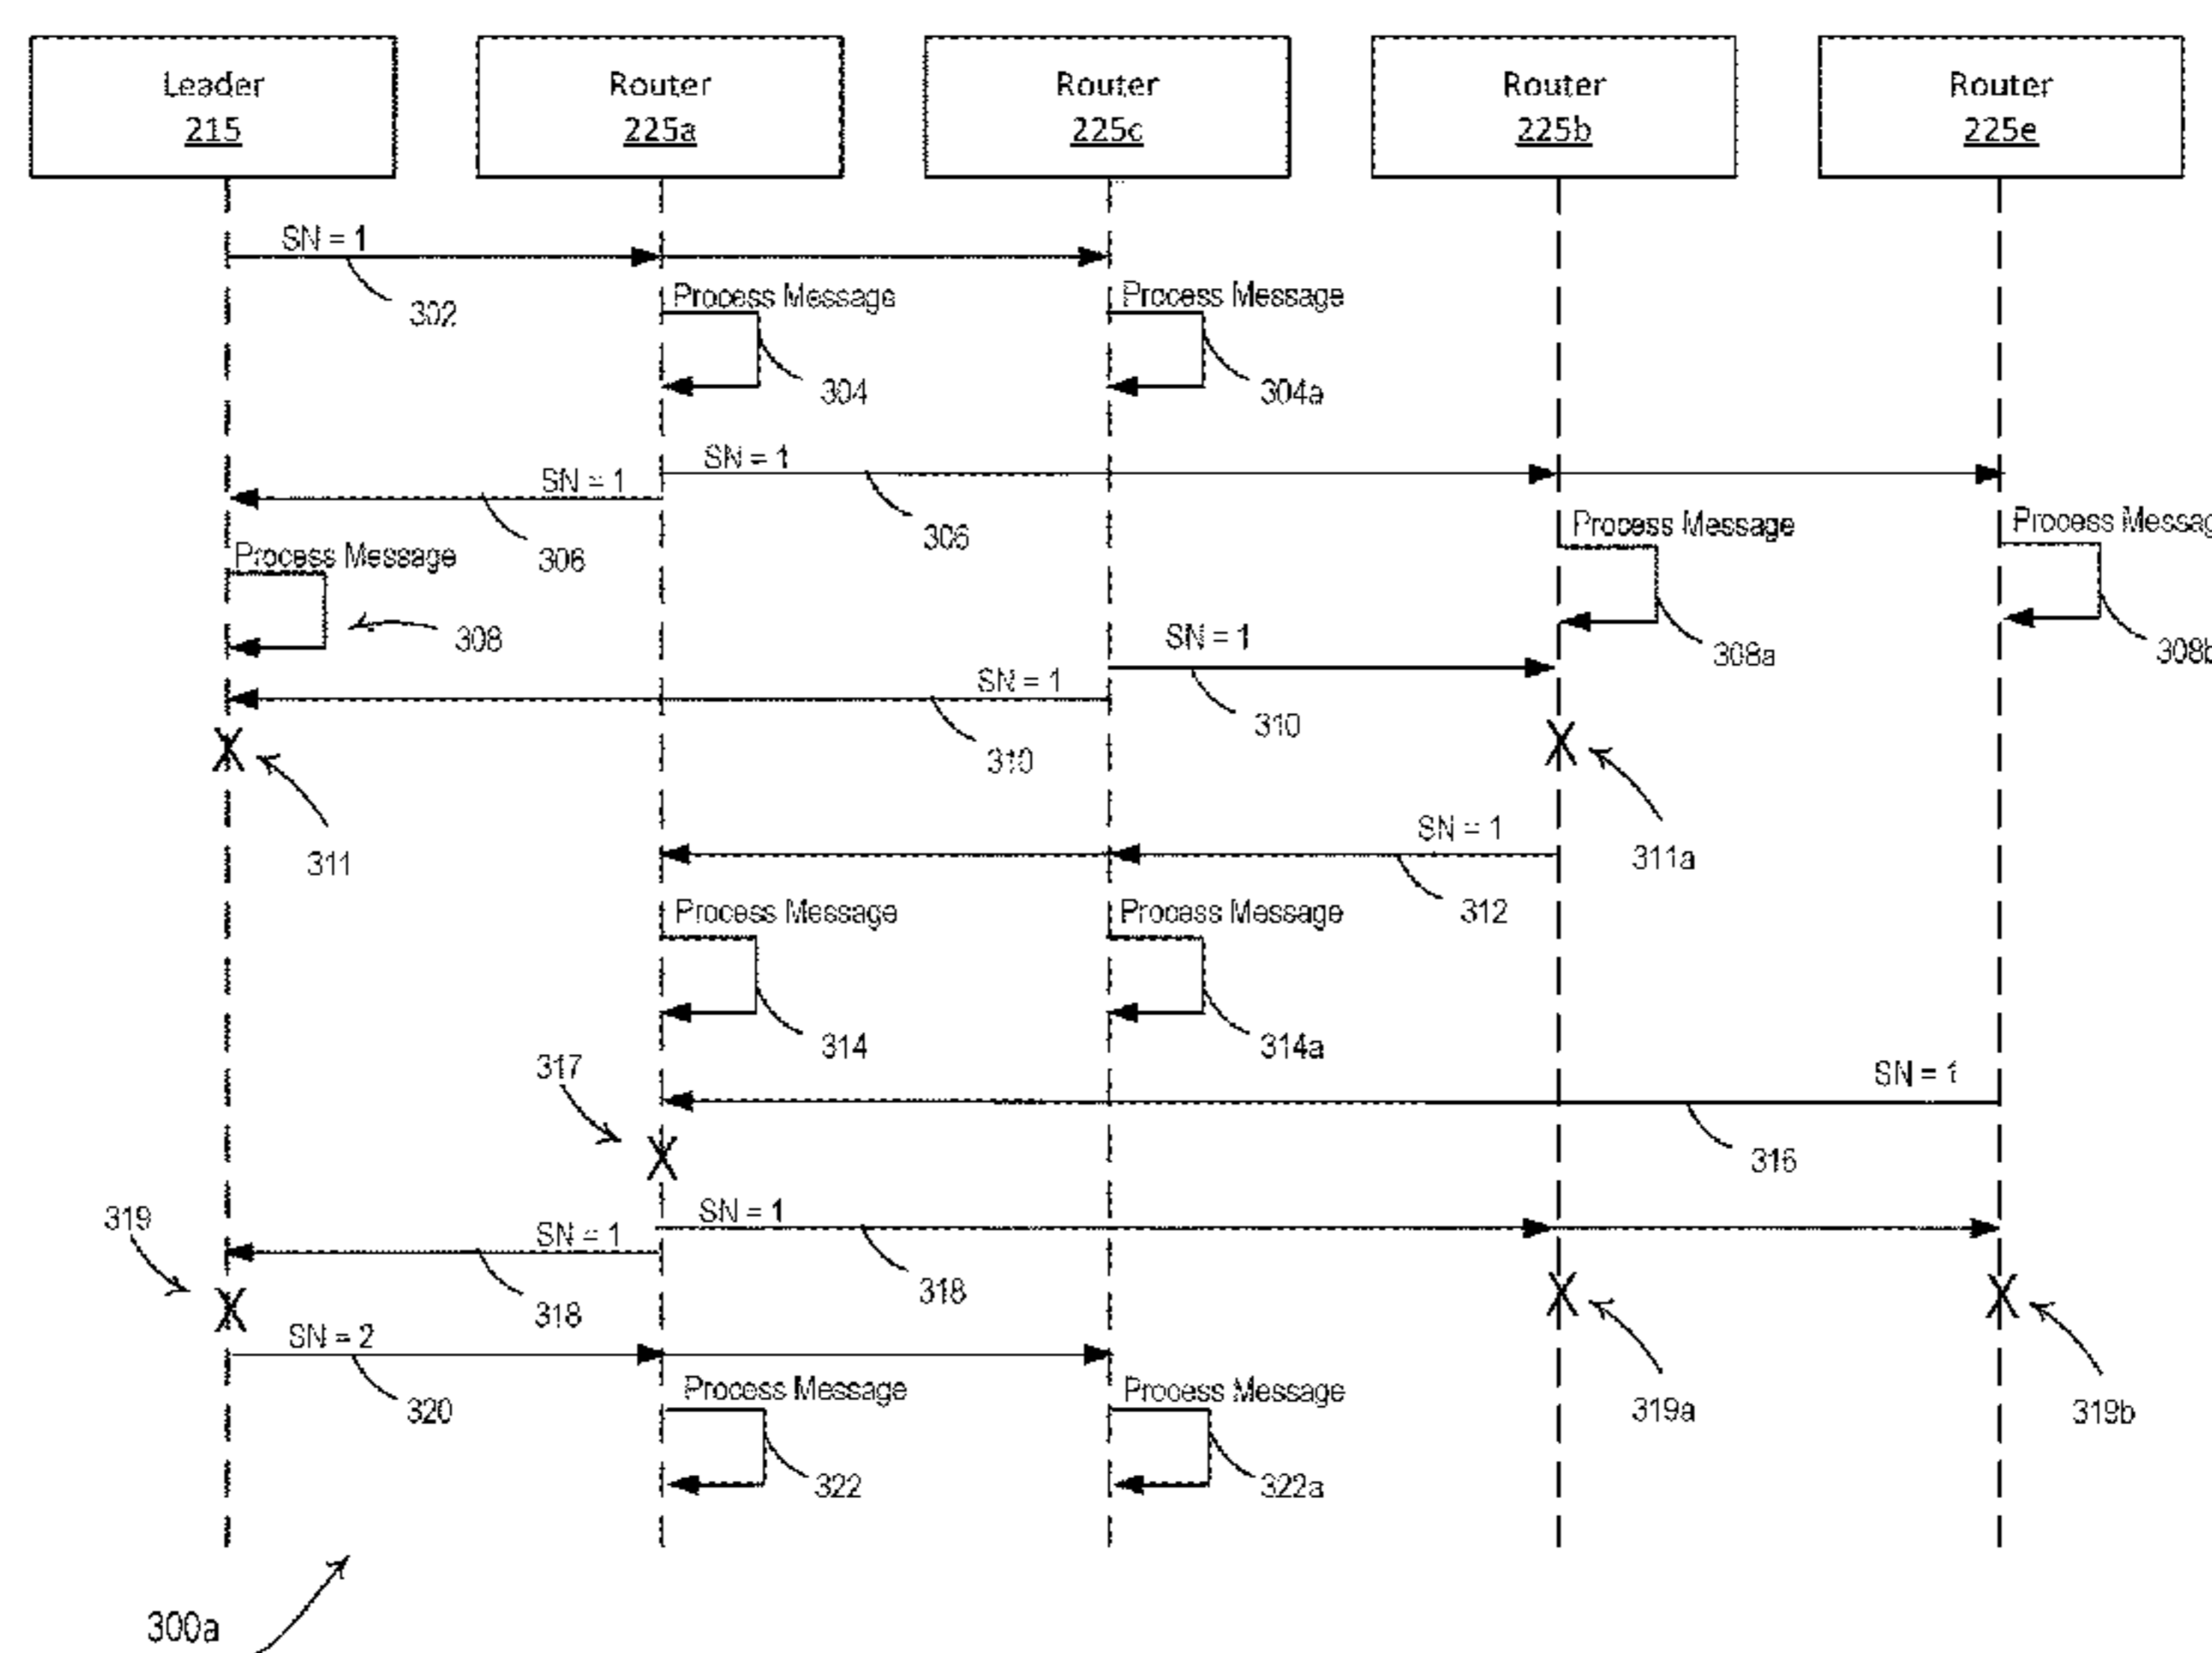 Leader
215
Router
225a
Router
225c
Router
225b
Router
225e
SN = 1
302
Process Message
304
Process Message
304a
SN = 1
306
SN = 1
306
Process Message
308
Process Message
308a
Process Messag
308b
SN = 1
310
SN = 1
310
311
311a
SN = 1
312
Process Message
314
Process Message
314a
317
SN = 1
316
319
SN = 1
318
SN = 1
318
319a
319b
SN = 2
320
Process Message
322
Process Message
322a
300a